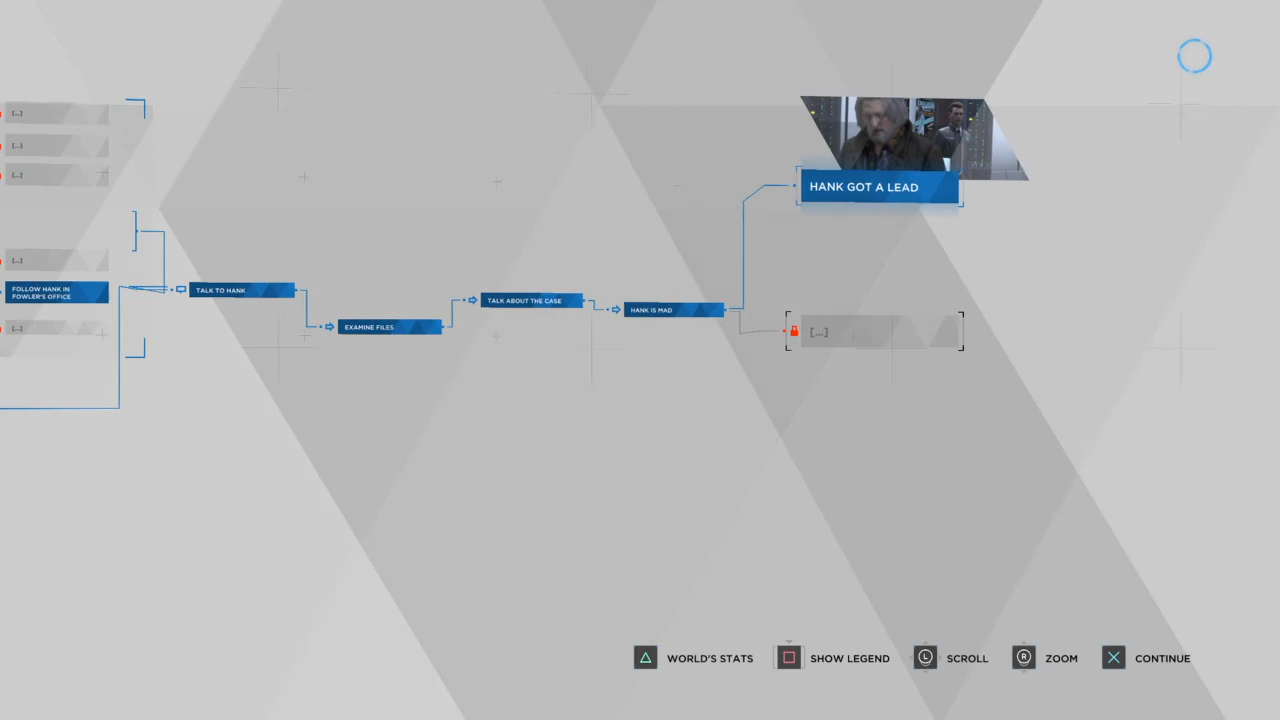 [...]
[...]
[...]
HANK GOT A LEAD
[...]
FOLLOW HANK IN
FOWLER'S OFFICE
TALK TO HANK
TALK ABOUT THE CASE
HANK IS MAD
EXAMINE FILES
[...]
[...]
WORLD'S STATS
SHOW LEGEND
L
SCROLL
R
ZOOM
CONTINUE